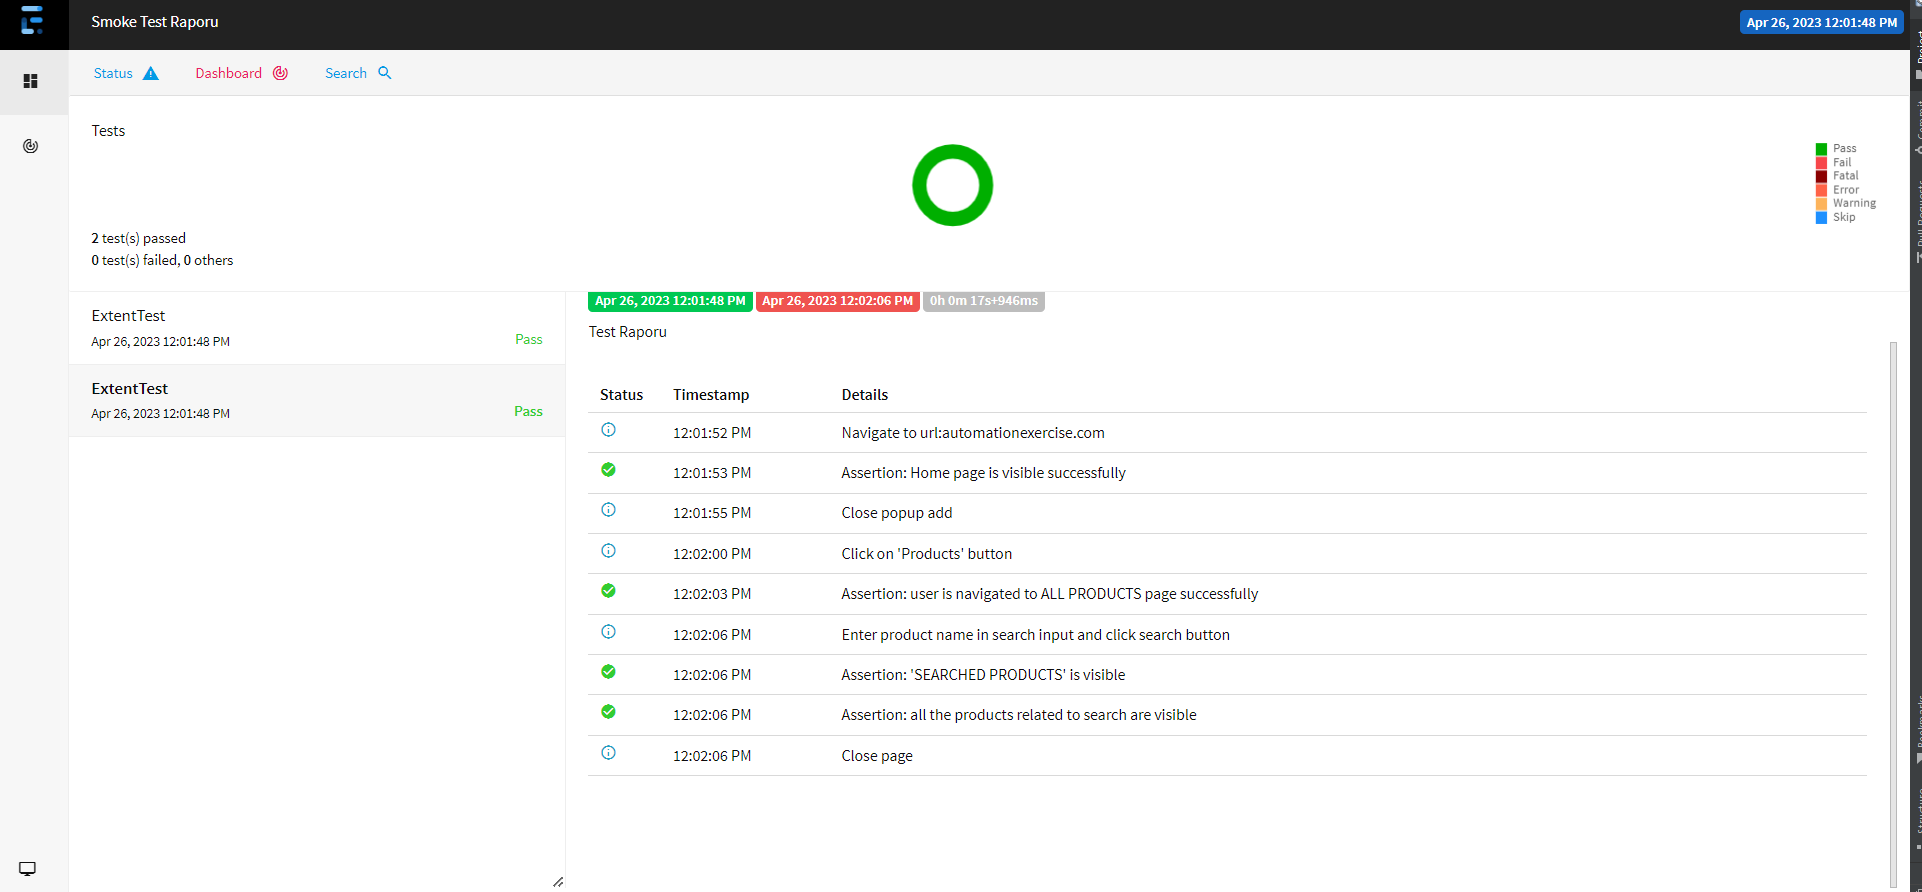 Smoke Test Raporu
Apr 26, 2023 12:01:48 PM
Status
Dashboard
Search
Tests
Pass
Fail
Fatal
Error
Warning
Skip
2 test(s) passed
0 test(s) failed, 0 others
ExtentTest
Apr 26, 2023 12:01:48 PM Pass
ExtentTest
Apr 26, 2023 12:01:48 PM Pass
Apr 26, 2023 12:01:48 PM Apr 26, 2023 12:02:06 PM 0h 0m 17s+946ms
Test Raporu
Status Timestamp Details
12:01:52 PM Navigate to url:automationexercise.com
12:01:53 PM Assertion: Home page is visible successfully
12:01:55 PM Close popup add
12:02:00 PM Click on 'Products' button
12:02:03 PM Assertion: user is navigated to ALL PRODUCTS page successfully
12:02:06 PM Enter product name in search input and click search button
12:02:06 PM Assertion: 'SEARCHED PRODUCTS' is visible
12:02:06 PM Assertion: all the products related to search are visible
12:02:06 PM Close page